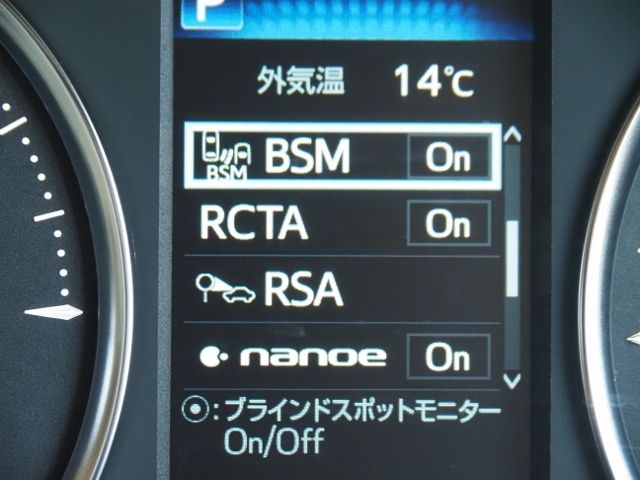 P
外気温 14℃
BSM BSM On
RCTA On
RSA
nanoe On
⦿:ブラインドスポットモニター
On/Off